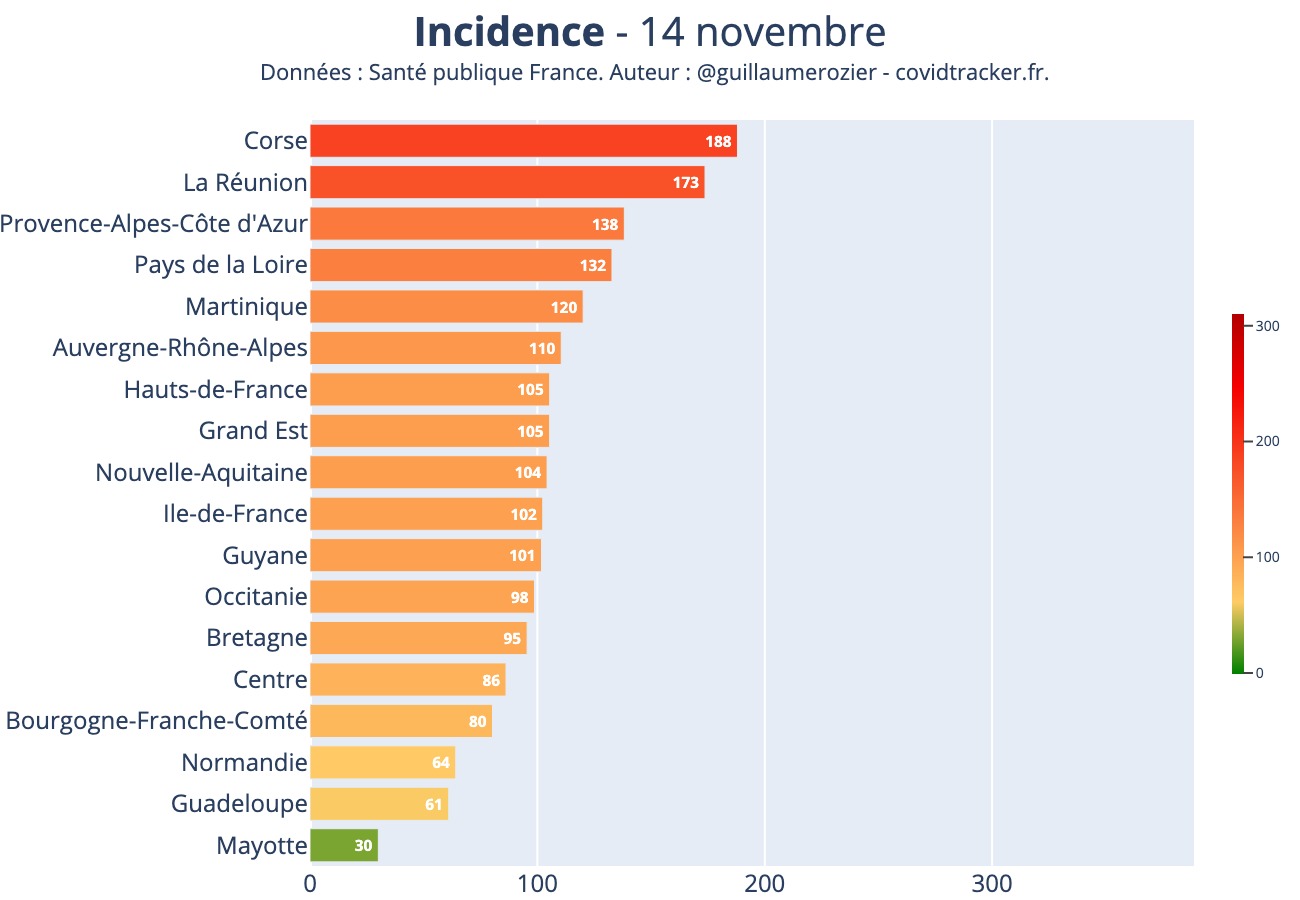 Incidence - 14 novembre
Données : Santé publique France. Auteur : @guillaumerozier - covidtracker.fr.
Corse 188
La Réunion 173
Provence-Alpes-Côte d'Azur 138
Pays de la Loire 132
Martinique 120
Auvergne-Rhône-Alpes 110
Hauts-de-France 105
Grand Est 105
Nouvelle-Aquitaine 104
Ile-de-France 102
Guyane 101
Occitanie 98
Bretagne 95
Centre 86
Bourgogne-Franche-Comté 80
Normandie 64
Guadeloupe 61
Mayotte 30
0 100 200 300
300
200
100
0